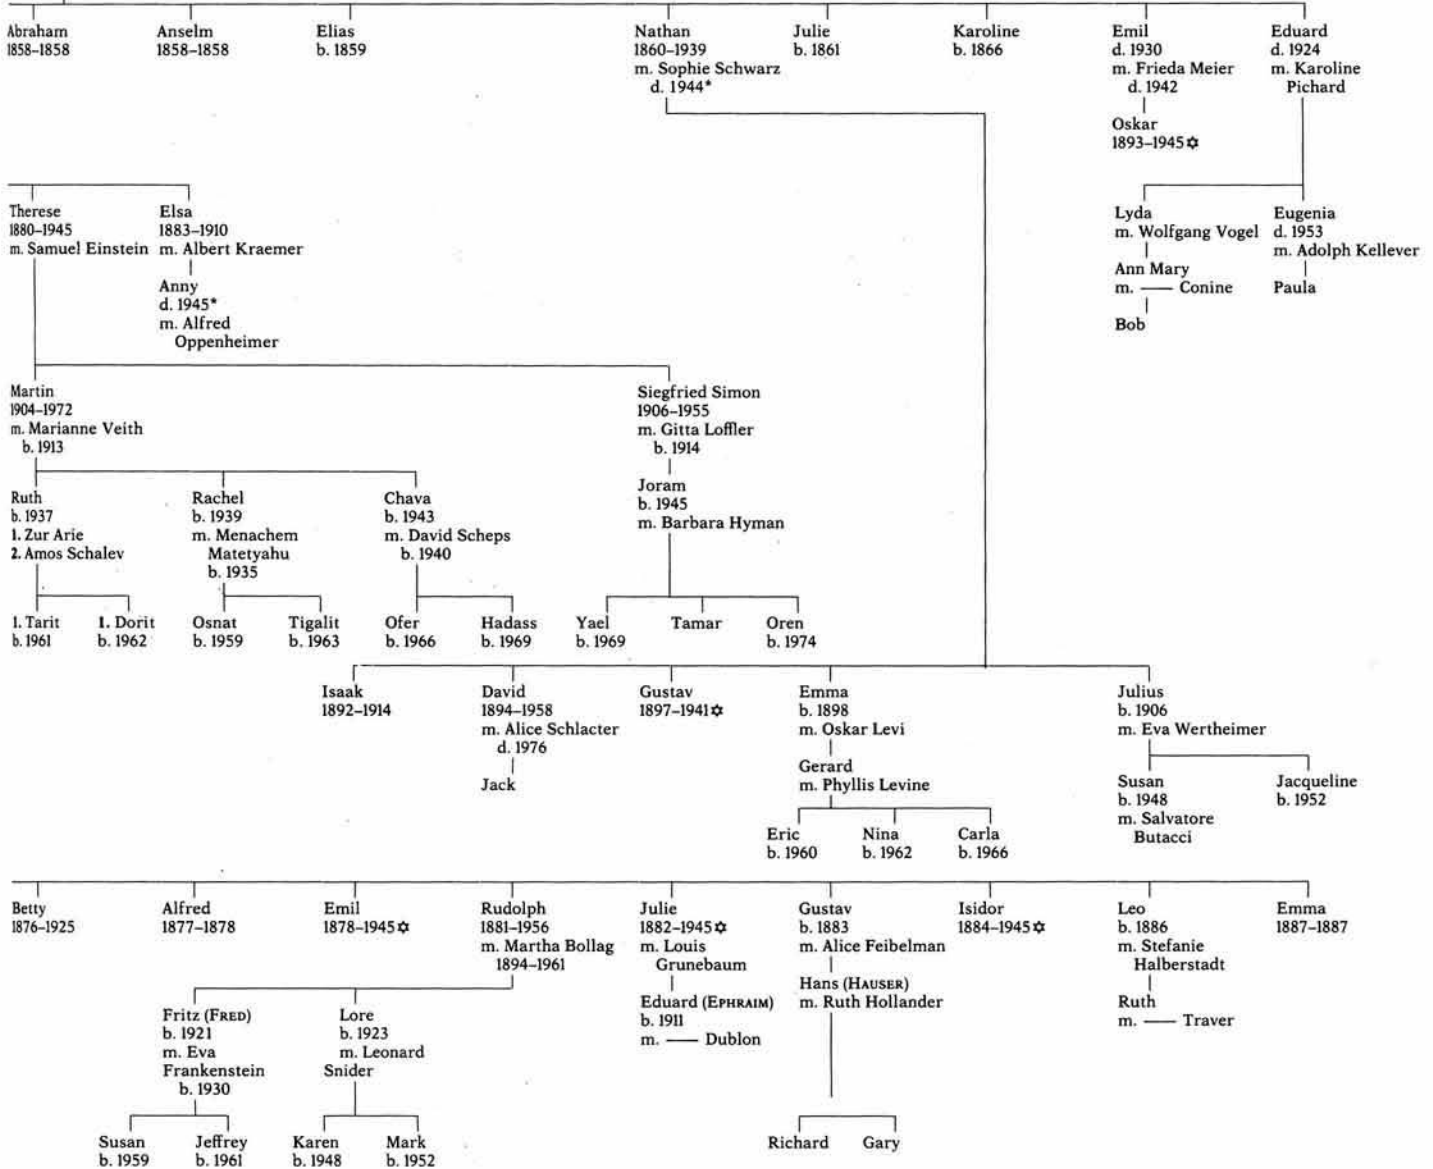 Abraham
1858–1858
Anselm
1858–1858
Elias
b. 1859
Nathan
1860–1939
m. Sophie Schwarz
d. 1944*
Julie
b. 1861
Karoline
b. 1866
Emil
d. 1930
m. Frieda Meier
d. 1942
Oskar
1893–1945✡
Eduard
d. 1924
m. Karoline
Pichard
Therese
1880–1945
m. Samuel Einstein
Elsa
1883–1910
m. Albert Kraemer
Anny
d. 1945*
m. Alfred
Oppenheimer
Lyda
m. Wolfgang Vogel
Ann Mary
m. —— Conine
Bob
Eugenia
d. 1953
m. Adolph Kellever
Paula
Martin
1904–1972
m. Marianne Veith
b. 1913
Siegfried Simon
1906–1955
m. Gitta Loffler
b. 1914
Ruth
b. 1937
1. Zur Arie
2. Amos Schalev
Rachel
b. 1939
m. Menachem
Matetyahu
b. 1935
Chava
b. 1943
m. David Scheps
b. 1940
Joram
b. 1945
m. Barbara Hyman
1. Tarit
b. 1961
1. Dorit
b. 1962
Osnat
b. 1959
Tigalit
b. 1963
Ofer
b. 1966
Hadass
b. 1969
Yael
b. 1969
Tamar
Oren
b. 1974
Isaak
1892–1914
David
1894–1958
m. Alice Schlacter
d. 1976
Jack
Gustav
1897–1941✡
Emma
b. 1898
m. Oskar Levi
Gerard
m. Phyllis Levine
Eric
b. 1960
Nina
b. 1962
Carla
b. 1966
Julius
b. 1906
m. Eva Wertheimer
Susan
b. 1948
m. Salvatore
Butacci
Jacqueline
b. 1952
Betty
1876–1925
Alfred
1877–1878
Emil
1878–1945✡
Rudolph
1881–1956
m. Martha Bollag
1894–1961
Julie
1882–1945✡
m. Louis
Grunebaum
Eduard (EPHRAIM)
b. 1911
m. —— Dublon
Gustav
b. 1883
m. Alice Feibelman
Hans (HAUSER)
m. Ruth Hollander
Isidor
1884–1945✡
Leo
b. 1886
m. Stefanie
Halberstadt
Ruth
m. —— Traver
Emma
1887–1887
Fritz (FRED)
b. 1921
m. Eva
Frankenstein
b. 1930
Lore
b. 1923
m. Leonard
Snider
Susan
b. 1959
Jeffrey
b. 1961
Karen
b. 1948
Mark
b. 1952
Richard
Gary